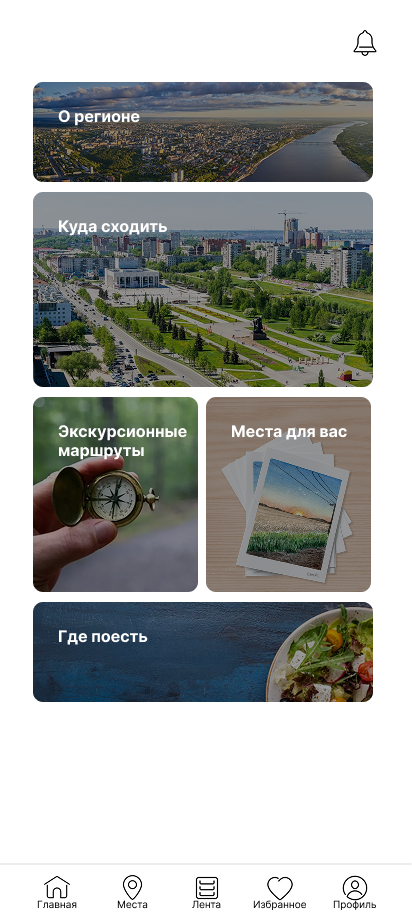 О регионе
Куда сходить
Экскурсионные
маршруты
Места для вас
Где поесть
Главная
Места
Лента
Избранное
Профиль